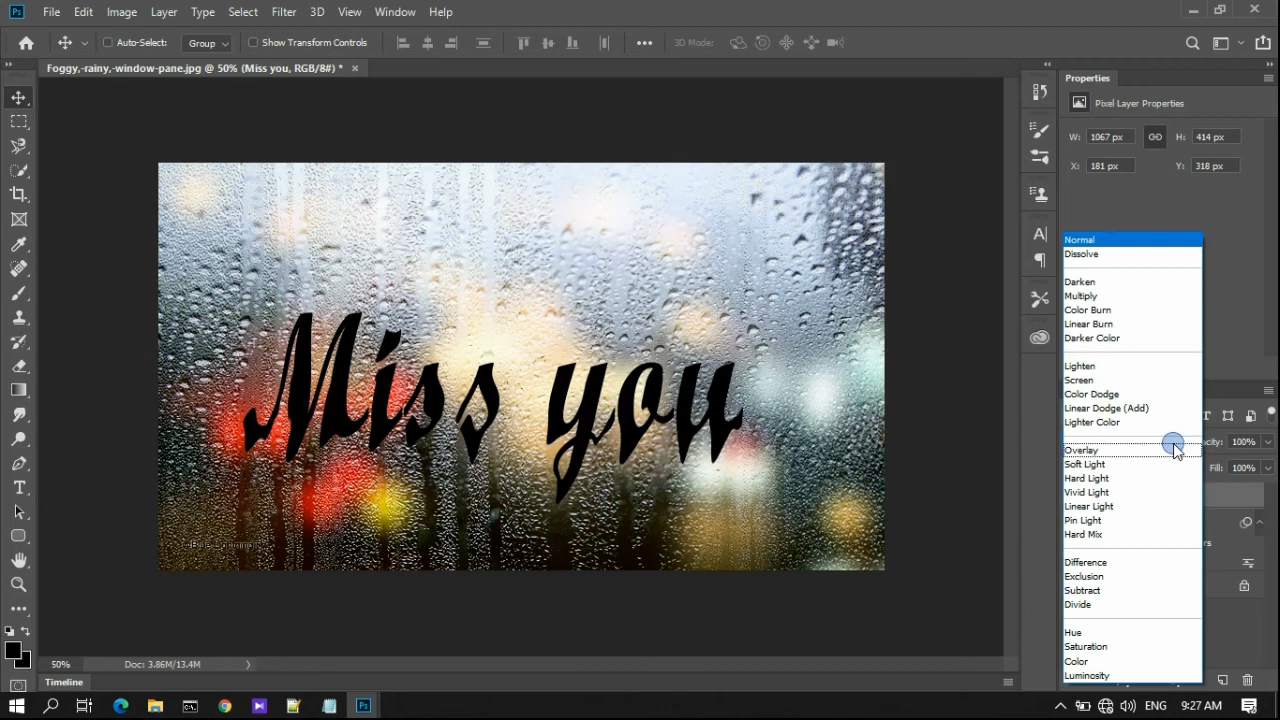 File Edit Image Layer Type Select Filter 3D View Window Help
Auto-Select: Group Show Transform Controls 3D Mode:
Foggy,-rainy,-window-pane.jpg @ 50% (Miss you, RGB/8#) * ×
Properties
Pixel Layer Properties
W: 1067 px H: 414 px
X: 181 px Y: 318 px
Normal
Dissolve
Darken
Multiply
Color Burn
Linear Burn
Darker Color
Lighten
Screen
Color Dodge
Linear Dodge (Add)
Lighter Color
Overlay
Soft Light
Hard Light
Vivid Light
Linear Light
Pin Light
Hard Mix
Difference
Exclusion
Subtract
Divide
Hue
Saturation
Color
Luminosity
100%
Fill: 100%
Miss you
50% Doc: 3.86M/13.4M
Timeline
9:27 AM